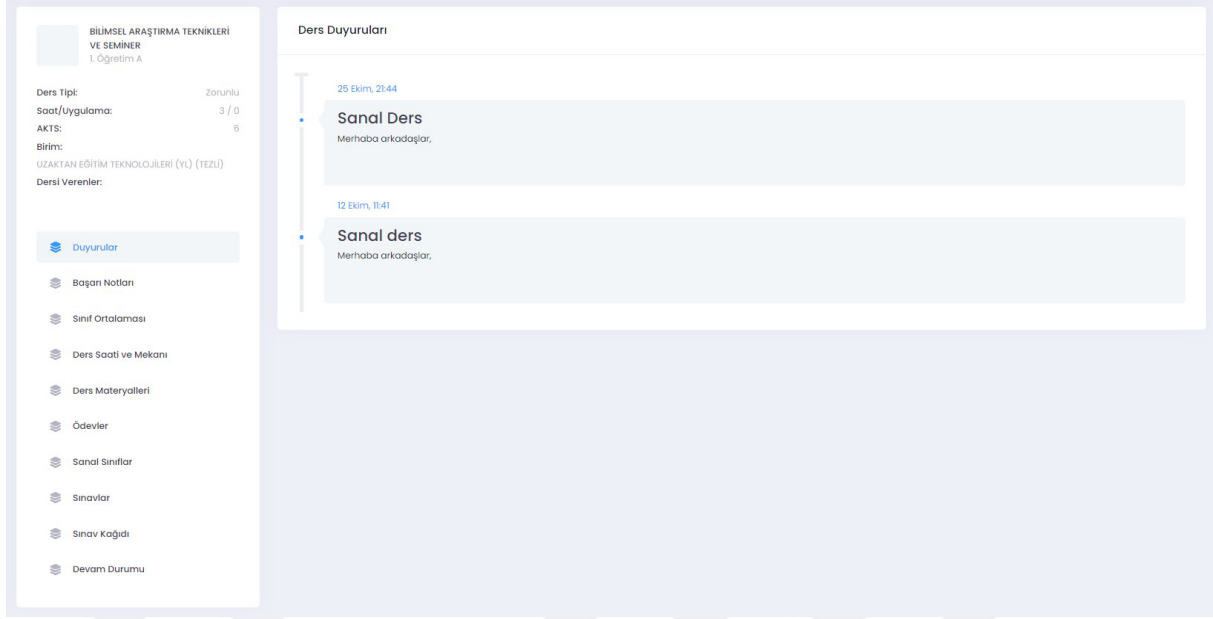 BİLİMSEL ARAŞTIRMA TEKNİKLERİ
VE SEMİNER
1. Öğretim A
Ders Tipi: Zorunlu
Saat/Uygulama: 3 / 0
AKTS: 6
Birim:
UZAKTAN EĞİTİM TEKNOLOJİLERİ (YL) (TEZLİ)
Dersi Verenler:
Duyurular
Başarı Notları
Sınıf Ortalaması
Ders Saati ve Mekanı
Ders Materyalleri
Ödevler
Sanal Sınıflar
Sınavlar
Sınav Kağıdı
Devam Durumu
Ders Duyuruları
25 Ekim, 21:44
Sanal Ders
Merhaba arkadaşlar,
12 Ekim, 11:41
Sanal ders
Merhaba arkadaşlar,